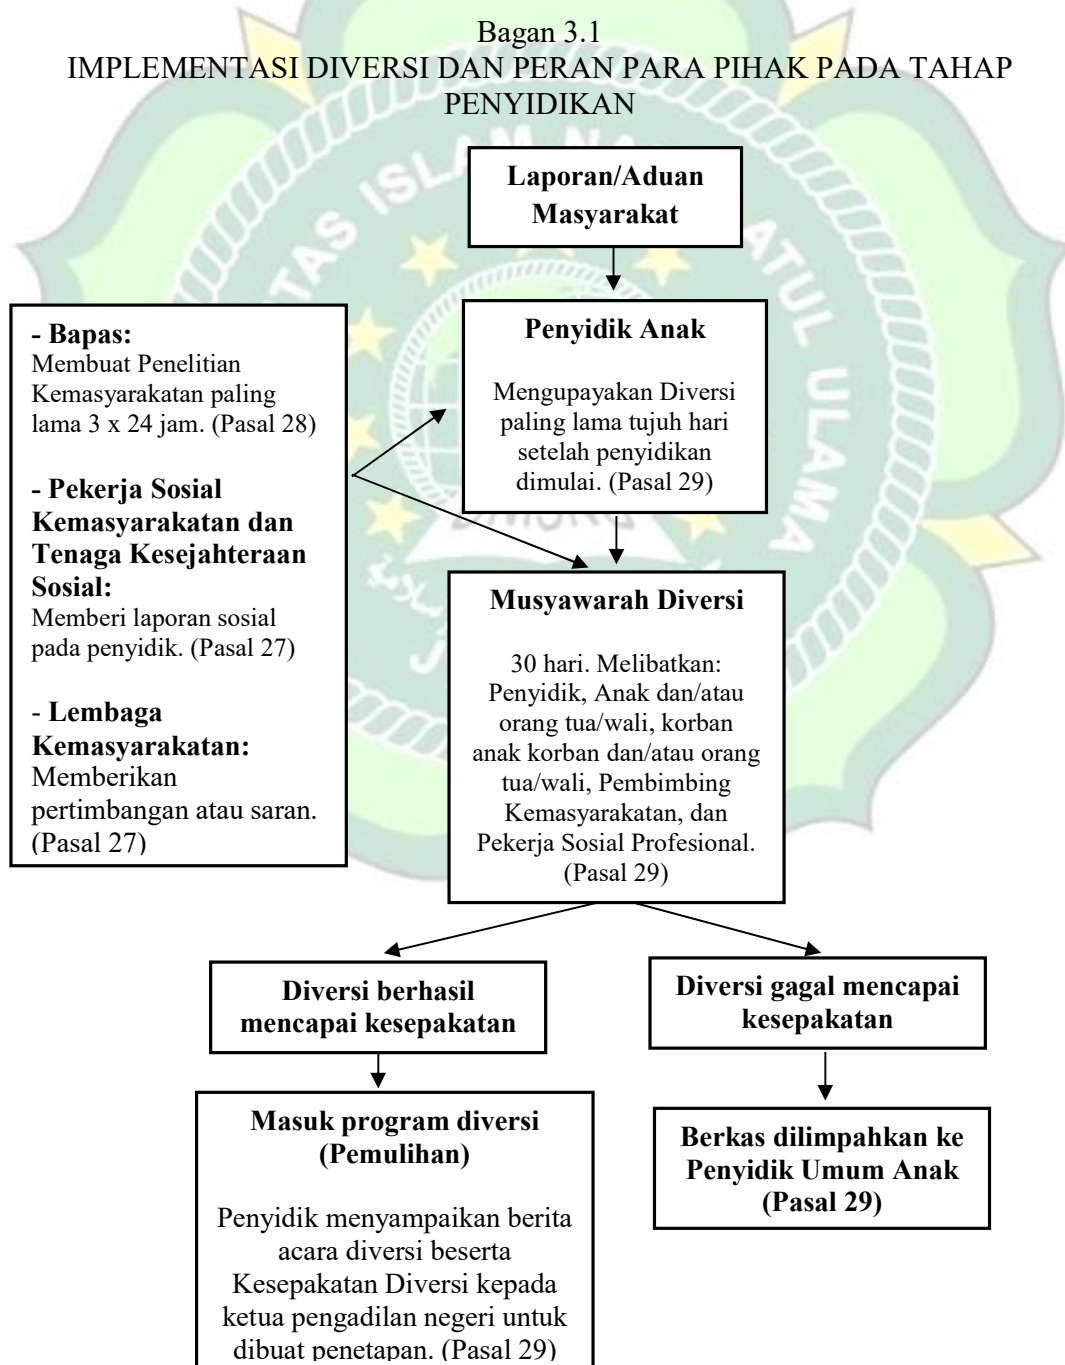 Bagan 3.1
IMPLEMENTASI DIVERSI DAN PERAN PARA PIHAK PADA TAHAP
PENYIDIKAN
Laporan/Aduan
Masyarakat
Penyidik Anak
Mengupayakan Diversi
paling lama tujuh hari
setelah penyidikan
dimulai. (Pasal 29)
- Bapas:
Membuat Penelitian
Kemasyarakatan paling
lama 3 x 24 jam. (Pasal 28)
- Pekerja Sosial
Kemasyarakatan dan
Tenaga Kesejahteraan
Sosial:
Memberi laporan sosial
pada penyidik. (Pasal 27)
- Lembaga
Kemasyarakatan:
Memberikan
pertimbangan atau saran.
(Pasal 27)
Musyawarah Diversi
30 hari. Melibatkan:
Penyidik, Anak dan/atau
orang tua/wali, korban
anak korban dan/atau orang
tua/wali, Pembimbing
Kemasyarakatan, dan
Pekerja Sosial Profesional.
(Pasal 29)
Diversi berhasil
mencapai kesepakatan
Diversi gagal mencapai
kesepakatan
Masuk program diversi
(Pemulihan)
Penyidik menyampaikan berita
acara diversi beserta
Kesepakatan Diversi kepada
ketua pengadilan negeri untuk
dibuat penetapan. (Pasal 29)
Berkas dilimpahkan ke
Penyidik Umum Anak
(Pasal 29)
ISLAM NA
ATUL ULAMA